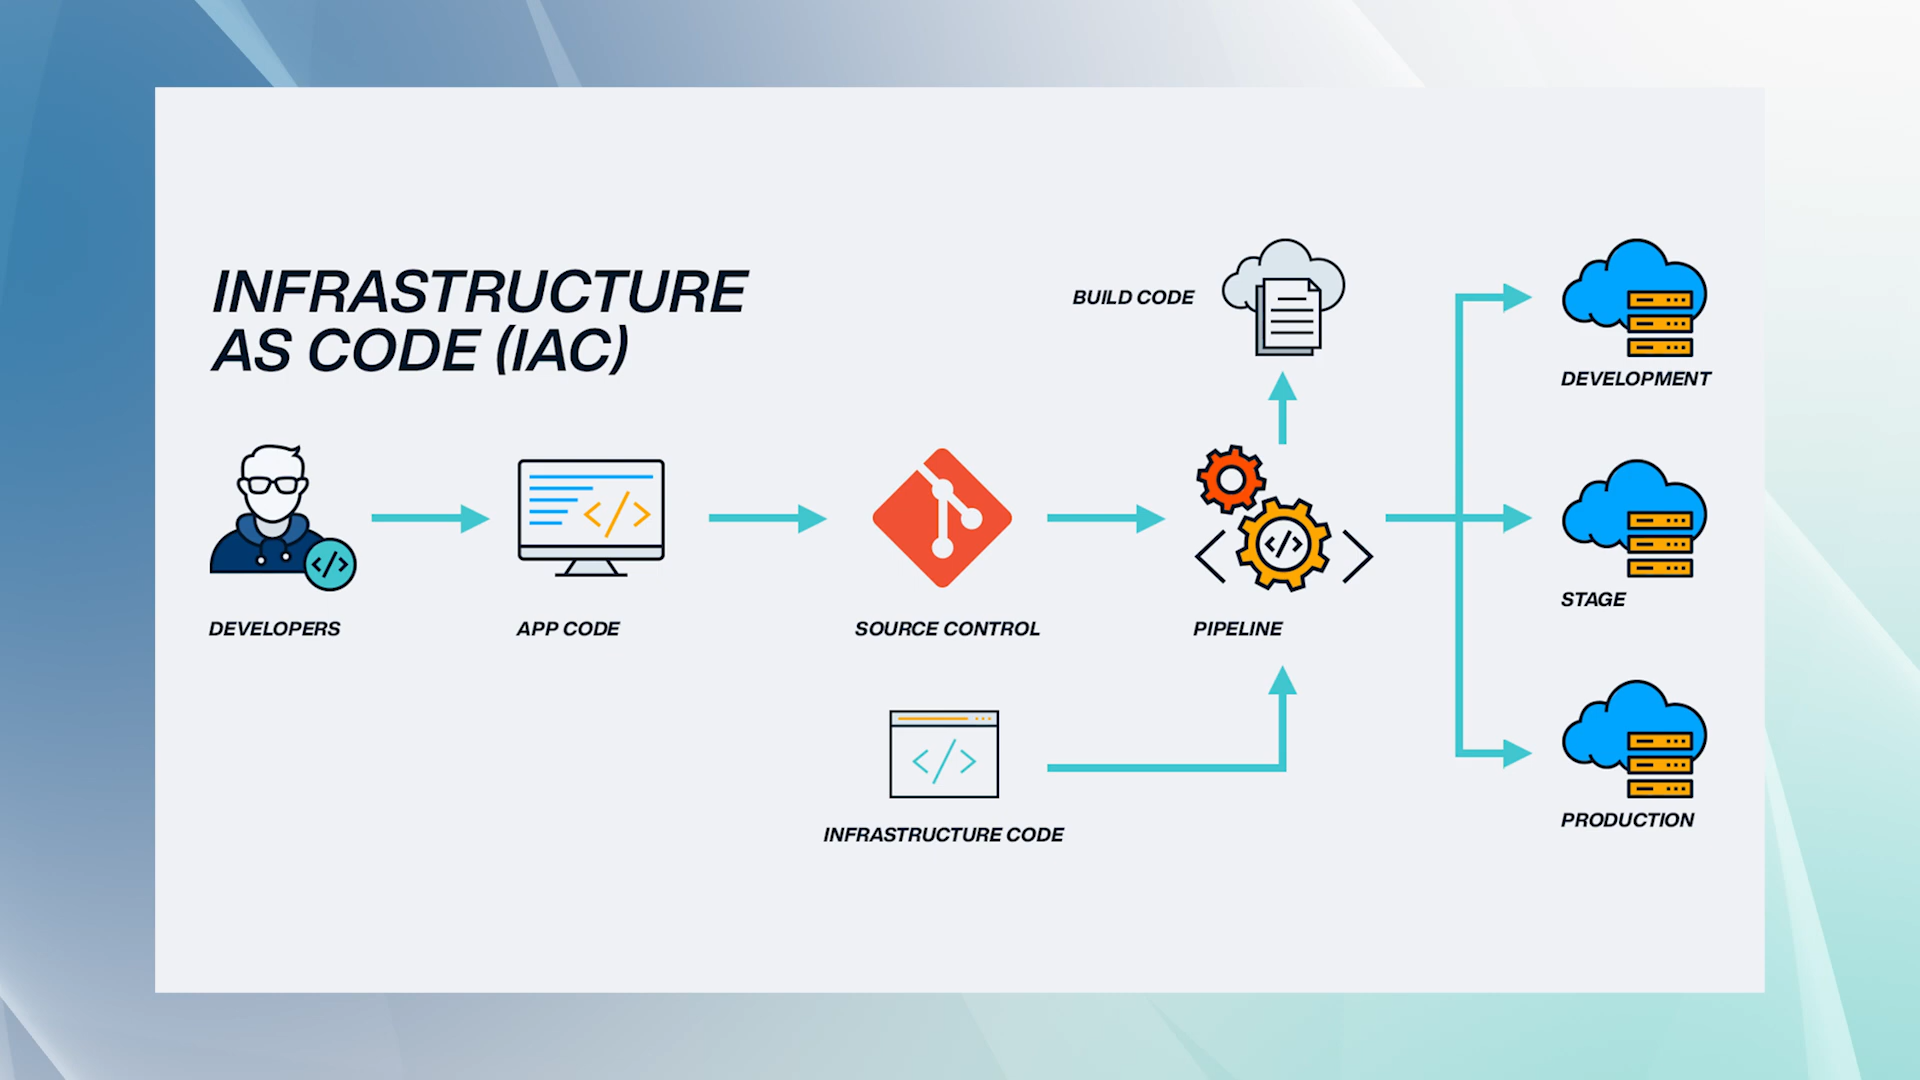 INFRASTRUCTURE
AS CODE (IAC)
BUILD CODE
DEVELOPMENT
STAGE
DEVELOPERS
APP CODE
SOURCE CONTROL
PIPELINE
PRODUCTION
INFRASTRUCTURE CODE